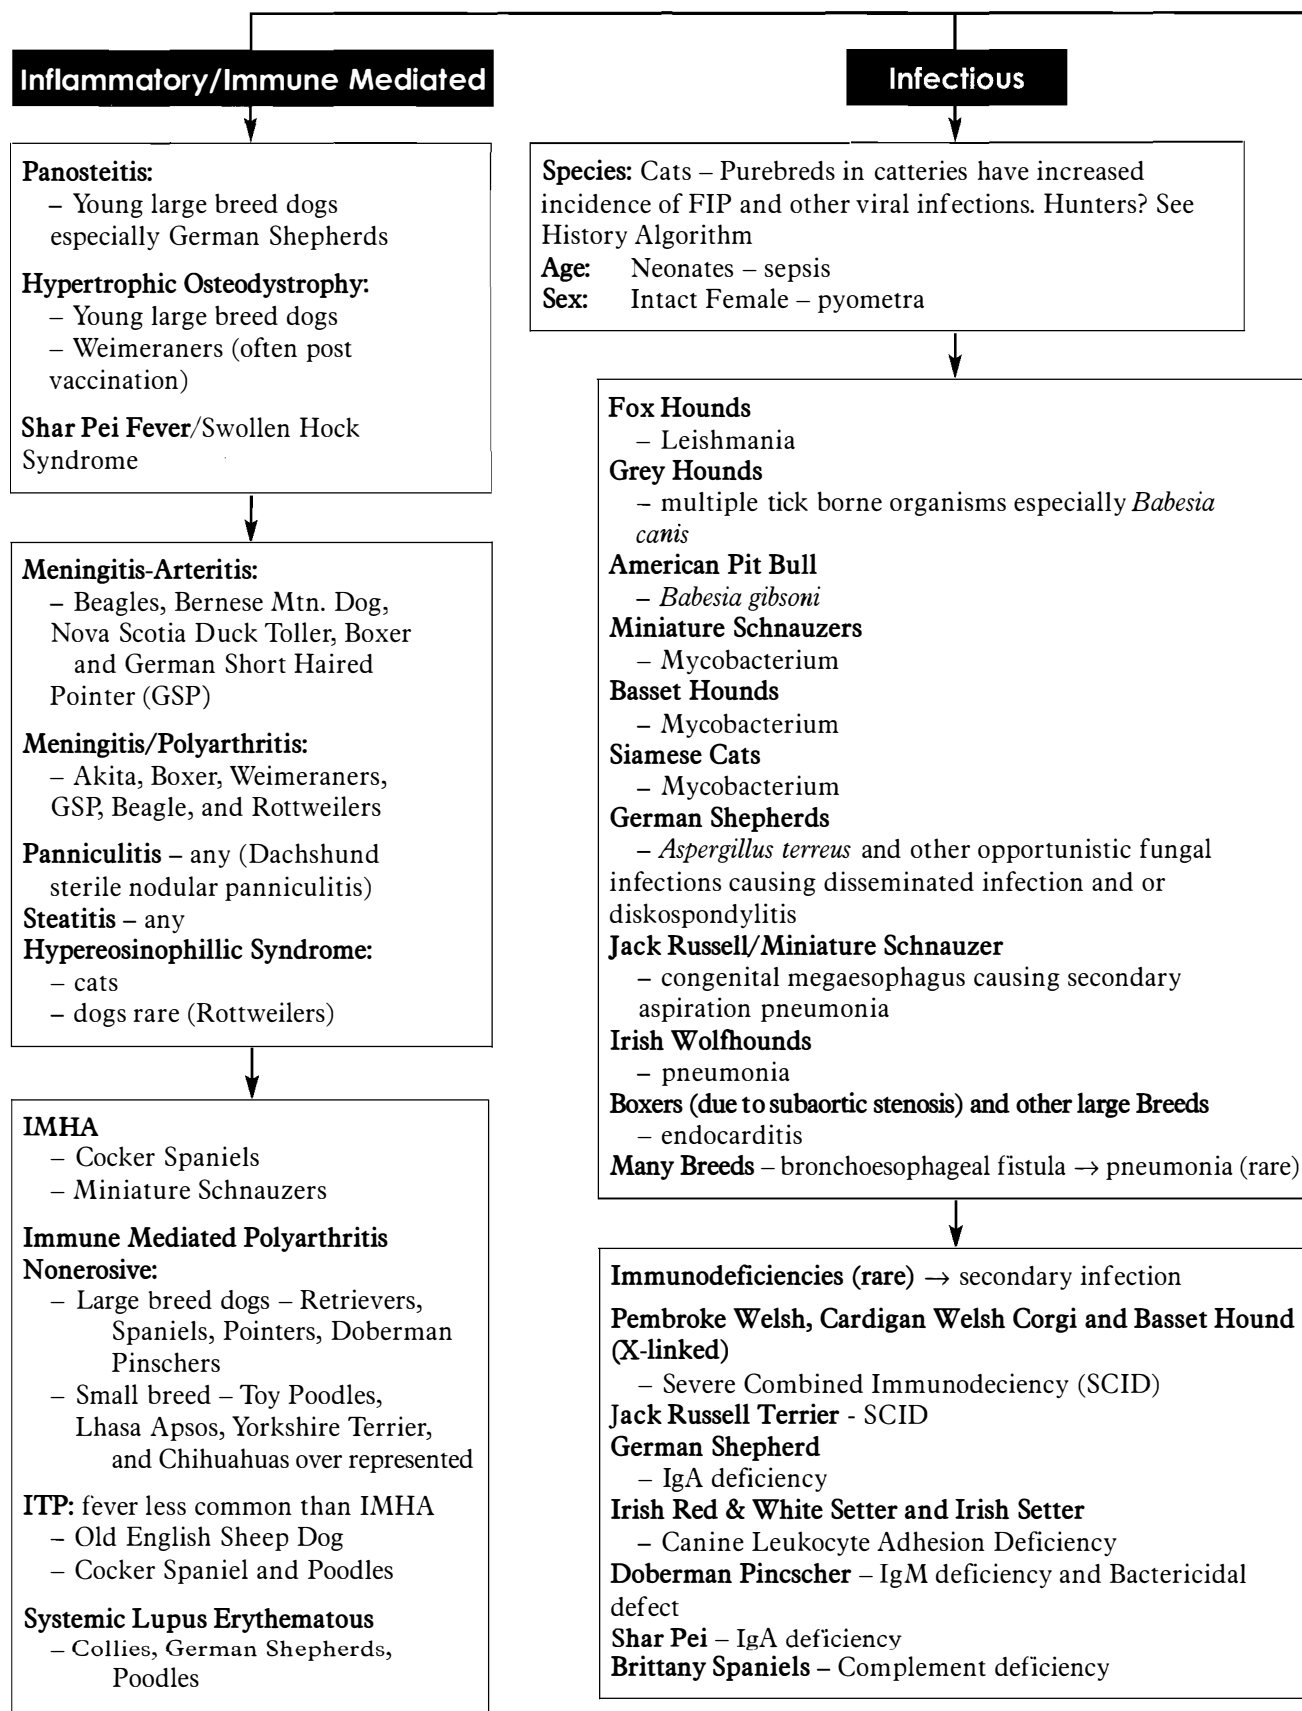 Inflammatory/Immune Mediated
Panosteitis:
– Young large breed dogs
especially German Shepherds
Hypertrophic Osteodystrophy:
– Young large breed dogs
– Weimeraners (often post
vaccination)
Shar Pei Fever/Swollen Hock
Syndrome
Meningitis-Arteritis:
– Beagles, Bernese Mtn. Dog,
Nova Scotia Duck Toller, Boxer
and German Short Haired
Pointer (GSP)
Meningitis/Polyarthritis:
– Akita, Boxer, Weimeraners,
GSP, Beagle, and Rottweilers
Panniculitis – any (Dachshund
sterile nodular panniculitis)
Steatitis – any
Hypereosinophillic Syndrome:
– cats
– dogs rare (Rottweilers)
IMHA
– Cocker Spaniels
– Miniature Schnauzers
Immune Mediated Polyarthritis
Nonerosive:
– Large breed dogs – Retrievers,
Spaniels, Pointers, Doberman
Pinschers
– Small breed – Toy Poodles,
Lhasa Apsos, Yorkshire Terrier,
and Chihuahuas over represented
ITP: fever less common than IMHA
– Old English Sheep Dog
– Cocker Spaniel and Poodles
Systemic Lupus Erythematous
– Collies, German Shepherds,
Poodles
Infectious
Species: Cats – Purebreds in catteries have increased
incidence of FIP and other viral infections. Hunters? See
History Algorithm
Age: Neonates – sepsis
Sex: Intact Female – pyometra
Fox Hounds
– Leishmania
Grey Hounds
– multiple tick borne organisms especially Babesia
canis
American Pit Bull
– Babesia gibsoni
Miniature Schnauzers
– Mycobacterium
Basset Hounds
– Mycobacterium
Siamese Cats
– Mycobacterium
German Shepherds
– Aspergillus terreus and other opportunistic fungal
infections causing disseminated infection and or
diskospondylitis
Jack Russell/Miniature Schnauzer
– congenital megaesophagus causing secondary
aspiration pneumonia
Irish Wolfhounds
– pneumonia
Boxers (due to subaortic stenosis) and other large Breeds
– endocarditis
Many Breeds – bronchoesophageal fistula → pneumonia (rare)
Immunodeficiencies (rare) → secondary infection
Pembroke Welsh, Cardigan Welsh Corgi and Basset Hound
(X-linked)
– Severe Combined Immunodeciency (SCID)
Jack Russell Terrier - SCID
German Shepherd
– IgA deficiency
Irish Red & White Setter and Irish Setter
– Canine Leukocyte Adhesion Deficiency
Doberman Pincscher – IgM deficiency and Bactericidal
defect
Shar Pei – IgA deficiency
Brittany Spaniels – Complement deficiency